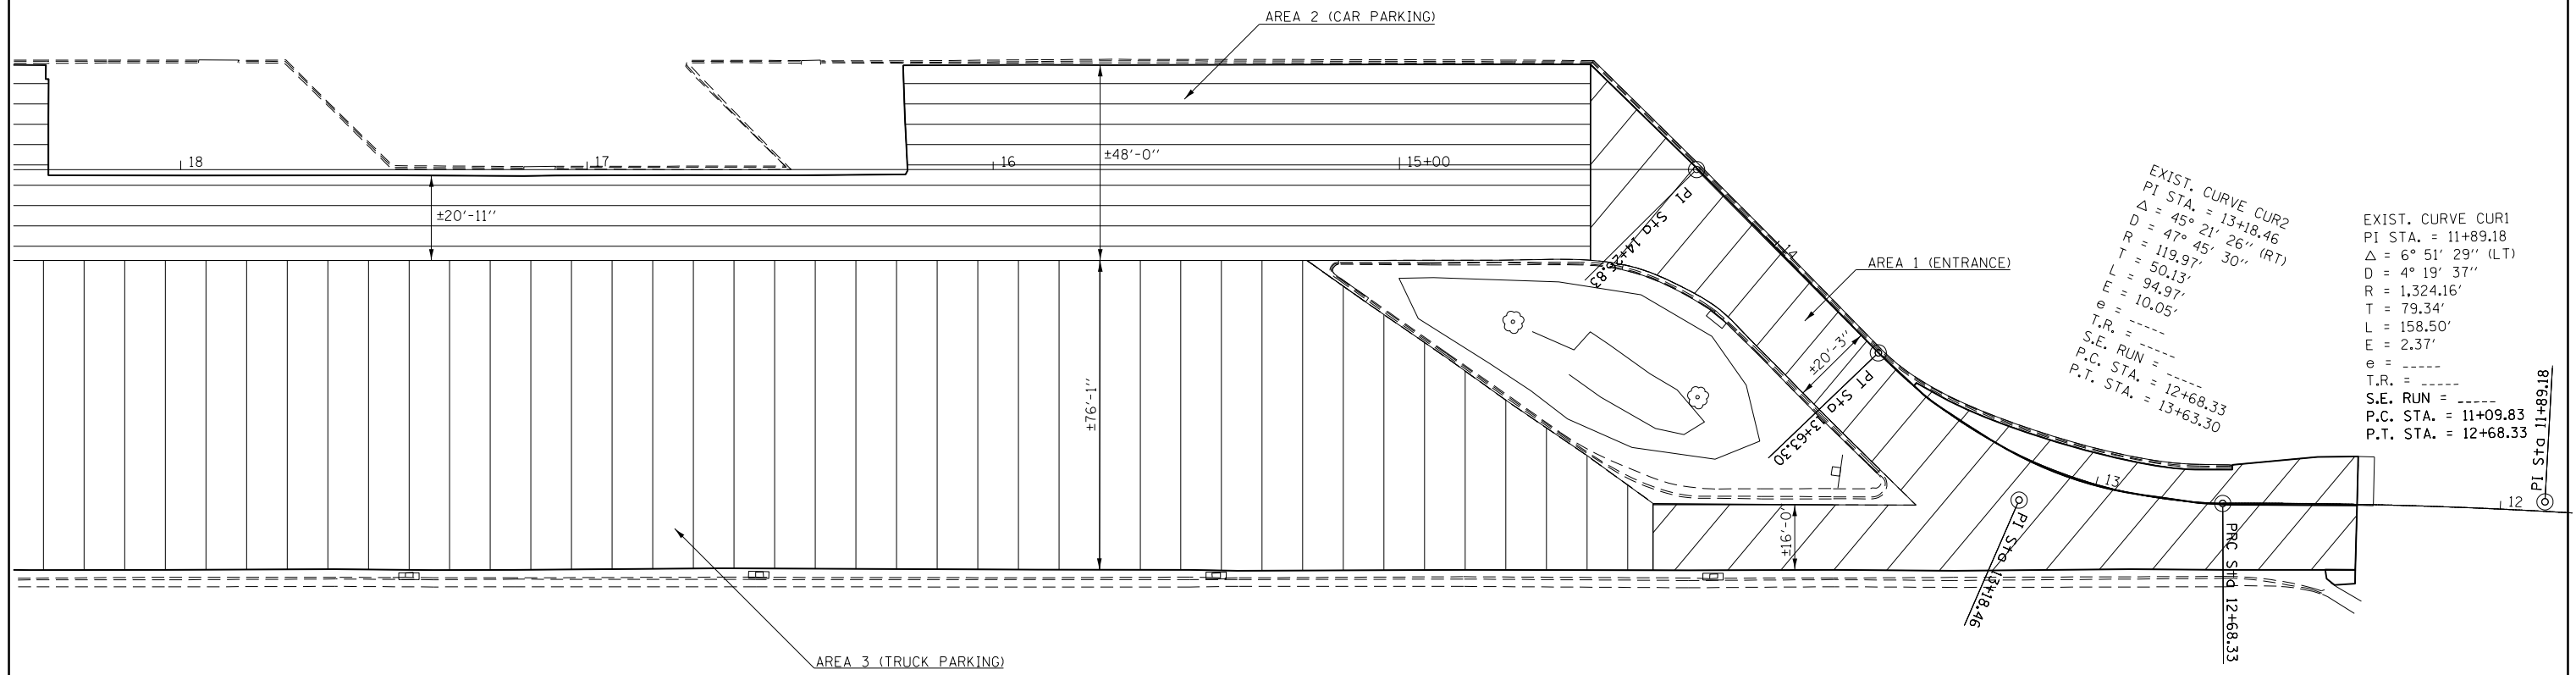 AREA 2 (CAR PARKING)
18
17
16
15+00
±48'-0''
±20'-11''
PI Sta 14+26.83
14
AREA 1 (ENTRANCE)
±20'-3''
PT Sta 13+63.30
±76'-1''
±16'-0'
13
12
PI Sta 13+18.46
PRC Sta 12+68.33
PI Sta 11+89.18
EXIST. CURVE CUR2
PI STA. = 13+18.46
△ = 45° 21' 26'' (RT)
D = 47° 45' 30''
R = 119.97'
T = 50.13'
L = 94.97'
E = 10.05'
e = -----
T.R. = -----
S.E. RUN = -----
P.C. STA. = 12+68.33
P.T. STA. = 13+63.30
EXIST. CURVE CUR1
PI STA. = 11+89.18
△ = 6° 51' 29'' (LT)
D = 4° 19' 37''
R = 1,324.16'
T = 79.34'
L = 158.50'
E = 2.37'
e = -----
T.R. = -----
S.E. RUN = -----
P.C. STA. = 11+09.83
P.T. STA. = 12+68.33
AREA 3 (TRUCK PARKING)